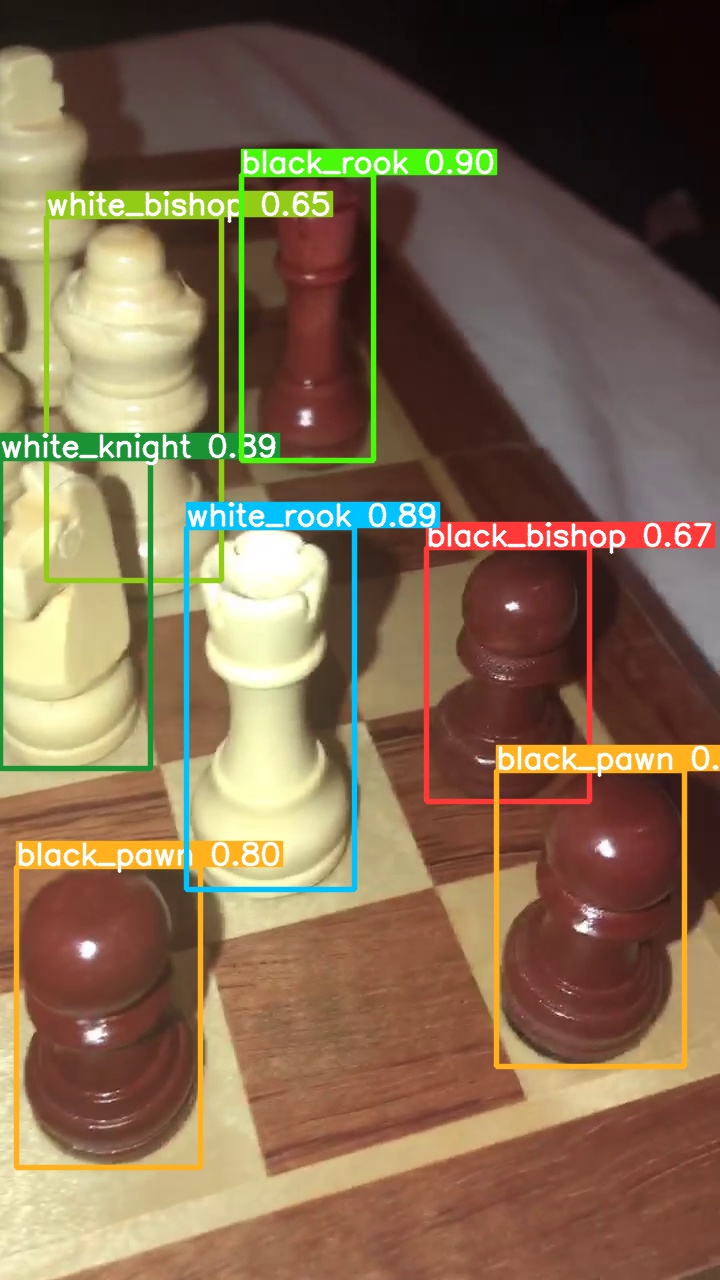 black_rook 0.90
white_bishop 0.65
white_knight 0.89
white_rook 0.89
black_bishop 0.67
black_pawn 0.
black_pawn 0.80